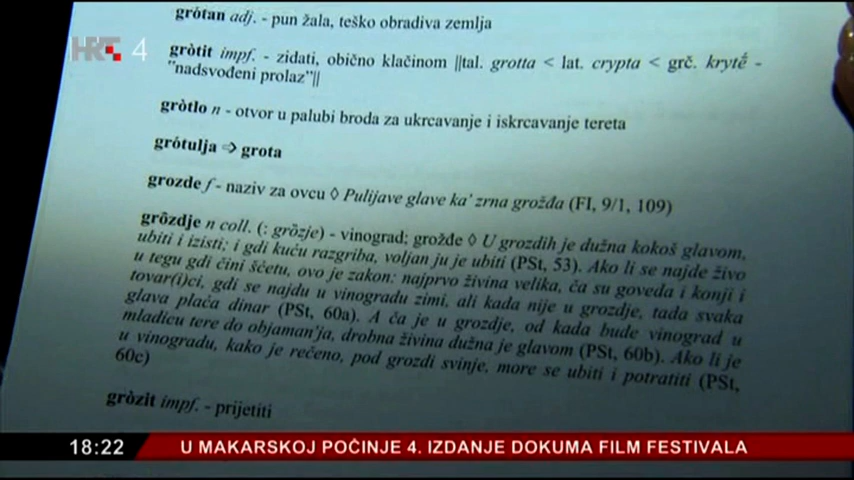 grótan adj. - pun žala, teško obradiva zemlja
HRT 4
gròtit impf. - zidati, obično klačinom ||tal. grotta < lat. crypta < grč. kryté̄ -
"nadsvođeni prolaz"||
gròtlo n - otvor u palubi broda za ukrcavanje i iskrcavanje tereta
grótulja ➩ grota
grozde f - naziv za ovcu ◊ Pulijave glave ka' zrna grožđa (FI, 9/1, 109)
grôzdje n coll. (: grȍzje) - vinograd; grožđe ◊ U grozdih je dužna kokoš glavom,
ubiti i izisti; i gdi kuću razgriba, voljan ju je ubiti (PSt, 53). Ako li se najde živo
u tegu gdi čini šćetu, ovo je zakon: najprvo živina velika, ča su goveda i konji i
tovar(i)ci, gdi se najdu u vinogradu zimi, ali kada nije u grozdje, tada svaka
glava plaća dinar (PSt, 60a). A ča je u grozdje, od kada bude vinograd u
mladicu tere do objaman'ja, drobna živina dužna je glavom (PSt, 60b). Ako li je
u vinogradu, kako je rečeno, pod grozdi svinje, more se ubiti i potratiti (PSt,
60c)
gròzit impf. - prijetiti
18:22 U MAKARSKOJ POČINJE 4. IZDANJE DOKUMA FILM FESTIVALA